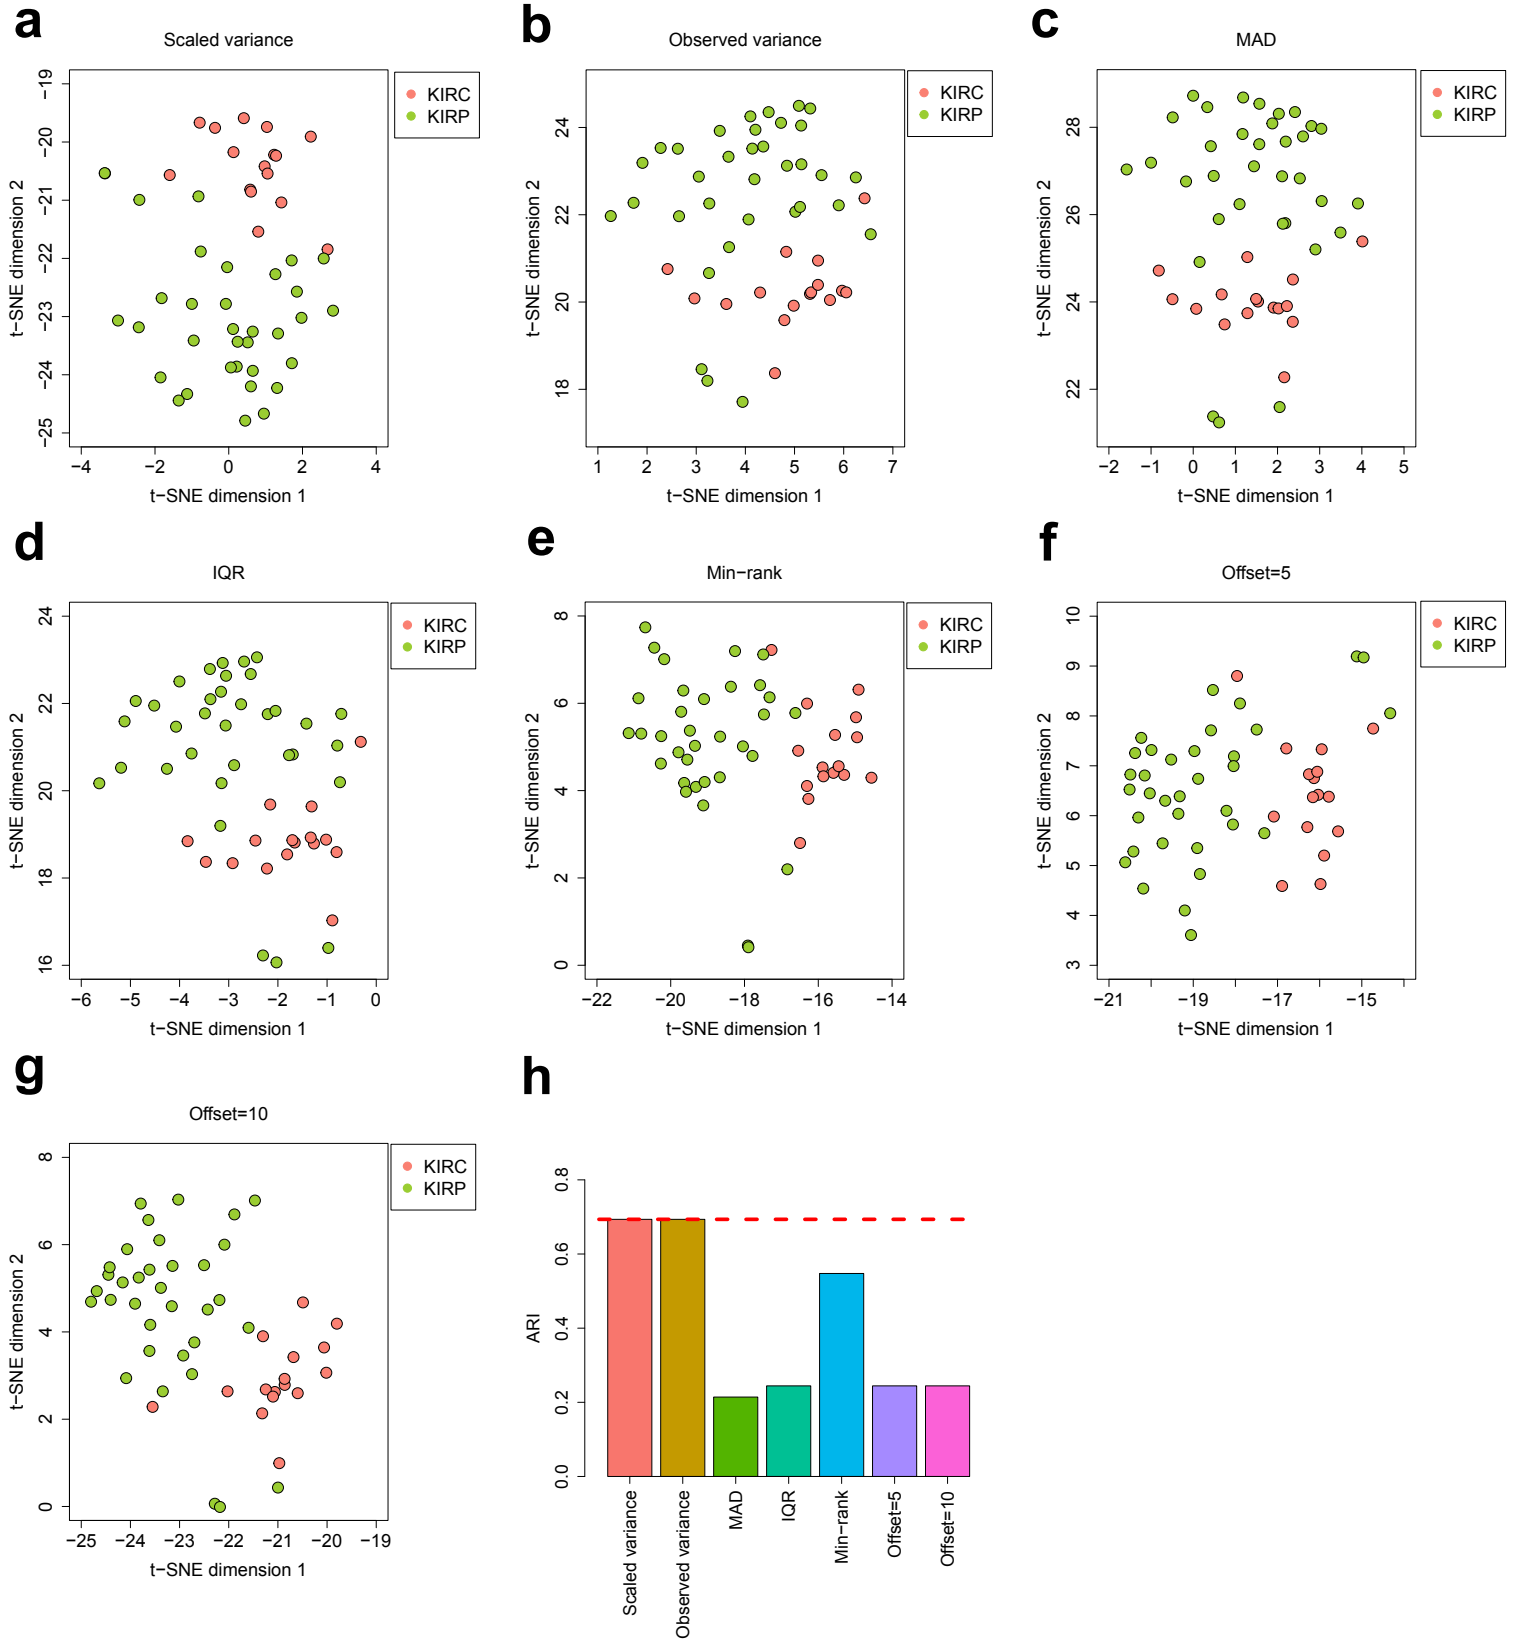 a
Scaled variance
−19
−20
−21
−22
−23
−24
−25
t−SNE dimension 2
−4 −2 0 2 4
t−SNE dimension 1
KIRC
KIRP
b
Observed variance
24
22
20
18
t−SNE dimension 2
1 2 3 4 5 6 7
t−SNE dimension 1
KIRC
KIRP
c
MAD
28
26
24
22
t−SNE dimension 2
−2 −1 0 1 2 3 4 5
t−SNE dimension 1
KIRC
KIRP
d
IQR
24
22
20
18
16
t−SNE dimension 2
−6 −5 −4 −3 −2 −1 0
t−SNE dimension 1
KIRC
KIRP
e
Min−rank
8
6
4
2
0
t−SNE dimension 2
−22 −20 −18 −16 −14
t−SNE dimension 1
KIRC
KIRP
f
Offset=5
10
9
8
7
6
5
4
3
t−SNE dimension 2
−21 −19 −17 −15
t−SNE dimension 1
KIRC
KIRP
g
Offset=10
8
6
4
2
0
t−SNE dimension 2
−25 −24 −23 −22 −21 −20 −19
t−SNE dimension 1
KIRC
KIRP
h
0.8
0.6
0.4
0.2
0.0
ARI
Scaled variance
Observed variance
MAD
IQR
Min−rank
Offset=5
Offset=10